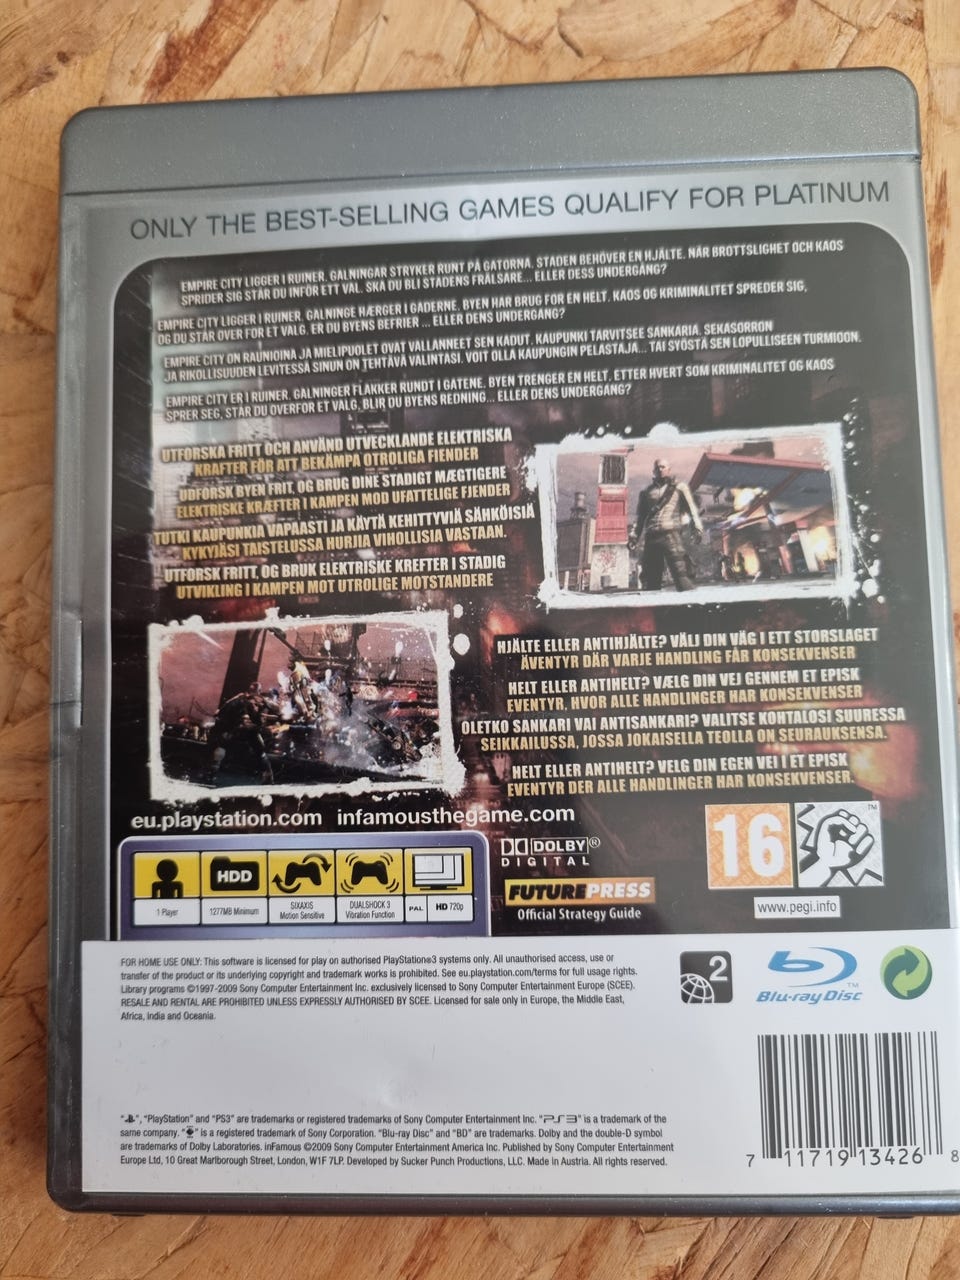 ONLY THE BEST-SELLING GAMES QUALIFY FOR PLATINUM
EMPIRE CITY LIGGER I RUINER. GALNINGAR STRYKER RUNT PÅ GATORNA. STADEN BEHÖVER EN HJÄLTE. NÄR BROTTSLIGHET OCH KAOS
SPRIDER SIG STÅR DU INFÖR ETT VAL. SKA DU BLI STADENS FRÄLSARE... ELLER DESS UNDERGÅNG?
EMPIRE CITY LIGGER I RUINER. GALNINGE HÆRGER I GADERNE. BYEN HAR BRUG FOR EN HELT. KAOS OG KRIMINALITET SPREDER SIG,
OG DU STÅR OVER FOR ET VALG. ER DU BYENS BEFRIER ... ELLER DENS UNDERGANG?
EMPIRE CITY ON RAUNIOINA JA MIELIPUOLET OVAT VALLANNEET SEN KADUT. KAUPUNKI TARVITSEE SANKARIA. SEKASORRON
JA RIKOLLISUUDEN LEVITESSÄ SINUN ON TEHTÄVÄ VALINTASI. VOIT OLLA KAUPUNGIN PELASTAJA... TAI SYÖSTÄ SEN LOPULLISEEN TURMIOON.
EMPIRE CITY ER I RUINER. GALNINGER FLAKKER RUNDT I GATENE. BYEN TRENGER EN HELT. ETTER HVERT SOM KRIMINALITET OG KAOS
SPRER SEG, STÅR DU OVERFOR ET VALG. BLIR DU BYENS REDNING... ELLER DENS UNDERGANG?
UTFORSKA FRITT OCH ANVÄND UTVECKLANDE ELEKTRISKA
KRAFTER FÖR ATT BEKÄMPA OTROLIGA FIENDER
UDFORSK BYEN FRIT, OG BRUG DINE STADIGT MÆGTIGERE
ELEKTRISKE KRÆFTER I KAMPEN MOD UFATTELIGE FJENDER
TUTKI KAUPUNKIA VAPAASTI JA KÄYTÄ KEHITTYVIÄ SÄHKÖISIÄ
KYKYJÄSI TAISTELUSSA HURJIA VIHOLLISIA VASTAAN.
UTFORSK FRITT, OG BRUK ELEKTRISKE KREFTER I STADIG
UTVIKLING I KAMPEN MOT UTROLIGE MOTSTANDERE
HJÄLTE ELLER ANTIHJÄLTE? VÄLJ DIN VÄG I ETT STORSLAGET
ÄVENTYR DÄR VARJE HANDLING FÅR KONSEKVENSER
HELT ELLER ANTIHELT? VÆLG DIN VEJ GENNEM ET EPISK
EVENTYR, HVOR ALLE HANDLINGER HAR KONSEKVENSER
OLETKO SANKARI VAI ANTISANKARI? VALITSE KOHTALOSI SUURESSA
SEIKKAILUSSA, JOSSA JOKAISELLA TEOLLA ON SEURAUKSENSA.
HELT ELLER ANTIHELT? VELG DIN EGEN VEI I ET EPISK
EVENTYR DER ALLE HANDLINGER HAR KONSEKVENSER.
eu.playstation.com infamousthegame.com
HDD
1 Player
1277MB Minimum
SIXAXIS
Motion Sensitive
DUALSHOCK 3
Vibration Function
PAL
HD 720p
DOLBY®
DIGITAL
FUTUREPRESS
Official Strategy Guide
16
TM
www.pegi.info
FOR HOME USE ONLY: This software is licensed for play on authorised PlayStation®3 systems only. All unauthorised access, use or
transfer of the product or its underlying copyright and trademark works is prohibited. See eu.playstation.com/terms for full usage rights.
Library programs ©1997-2009 Sony Computer Entertainment Inc. exclusively licensed to Sony Computer Entertainment Europe (SCEE).
RESALE AND RENTAL ARE PROHIBITED UNLESS EXPRESSLY AUTHORISED BY SCEE. Licensed for sale only in Europe, the Middle East,
Africa, India and Oceania.
2
Blu-ray Disc
TM
"", "PlayStation" and "PS3" are trademarks or registered trademarks of Sony Computer Entertainment Inc. "PS3" is a trademark of the
same company. "" is a registered trademark of Sony Corporation. "Blu-ray Disc" and "BD" are trademarks. Dolby and the double-D symbol
are trademarks of Dolby Laboratories. inFamous ©2009 Sony Computer Entertainment America Inc. Published by Sony Computer Entertainment
Europe Ltd, 10 Great Marlborough Street, London, W1F 7LP. Developed by Sucker Punch Productions, LLC. Made in Austria. All rights reserved.
7 11719 13426 8